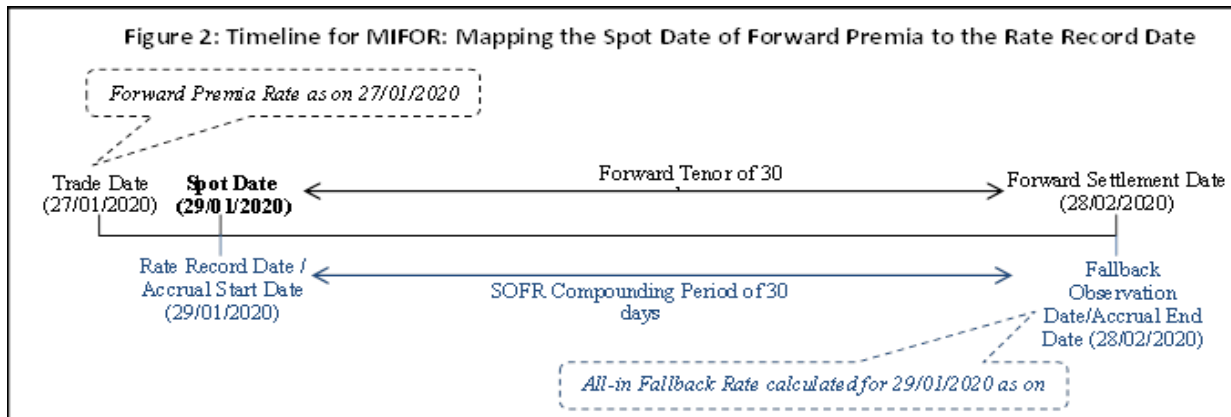 Figure 2: Timeline for MIFOR: Mapping the Spot Date of Forward Premia to the Rate Record Date
Forward Premia Rate as on 27/01/2020
Trade Date
(27/01/2020)
Spot Date
(29/01/2020)
Forward Tenor of 30
Forward Settlement Date
(28/02/2020)
Rate Record Date /
Accrual Start Date
(29/01/2020)
SOFR Compounding Period of 30
days
Fallback
Observation
Date/Accrual End
Date (28/02/2020)
All-in Fallback Rate calculated for 29/01/2020 as on